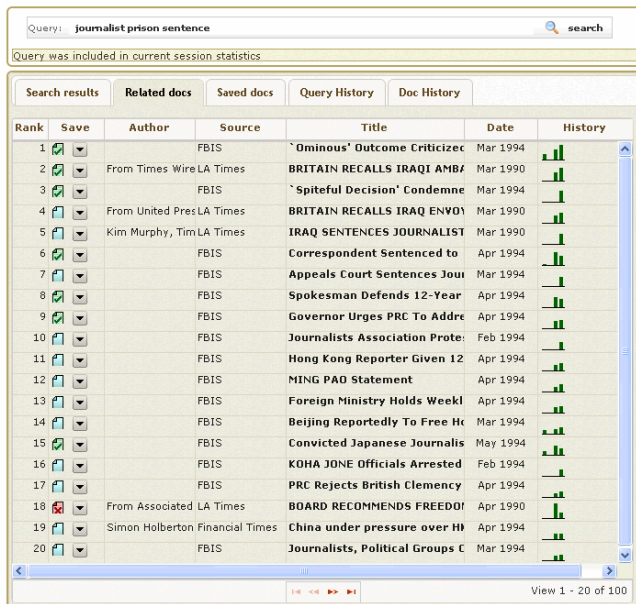 Query: journalist prison sentence search
Query was included in current session statistics
Search results Related docs Saved docs Query History Doc History
Rank Save Author Source Title Date History
1 FBIS `Ominous' Outcome Criticized Mar 1994
2 From Times Wire LA Times BRITAIN RECALLS IRAQI AMBA Mar 1990
3 FBIS `Spiteful Decision' Condemne Mar 1994
4 From United Pres LA Times BRITAIN RECALLS IRAQ ENVOY Mar 1990
5 Kim Murphy, Tim LA Times IRAQ SENTENCES JOURNALIST Mar 1990
6 FBIS Correspondent Sentenced to Apr 1994
7 FBIS Appeals Court Sentences Jour Mar 1994
8 FBIS Spokesman Defends 12-Year Apr 1994
9 FBIS Governor Urges PRC To Addre Apr 1994
10 FBIS Journalists Association Protes Feb 1994
11 FBIS Hong Kong Reporter Given 12 Apr 1994
12 FBIS MING PAO Statement Apr 1994
13 FBIS Foreign Ministry Holds Weekl Apr 1994
14 FBIS Beijing Reportedly To Free Ho Mar 1994
15 FBIS Convicted Japanese Journalis May 1994
16 FBIS KOHA JONE Officials Arrested Feb 1994
17 FBIS PRC Rejects British Clemency Apr 1994
18 From Associated LA Times BOARD RECOMMENDS FREEDOM Apr 1990
19 Simon Holberton Financial Times China under pressure over HK Apr 1994
20 FBIS Journalists, Political Groups C Mar 1994
View 1 - 20 of 100